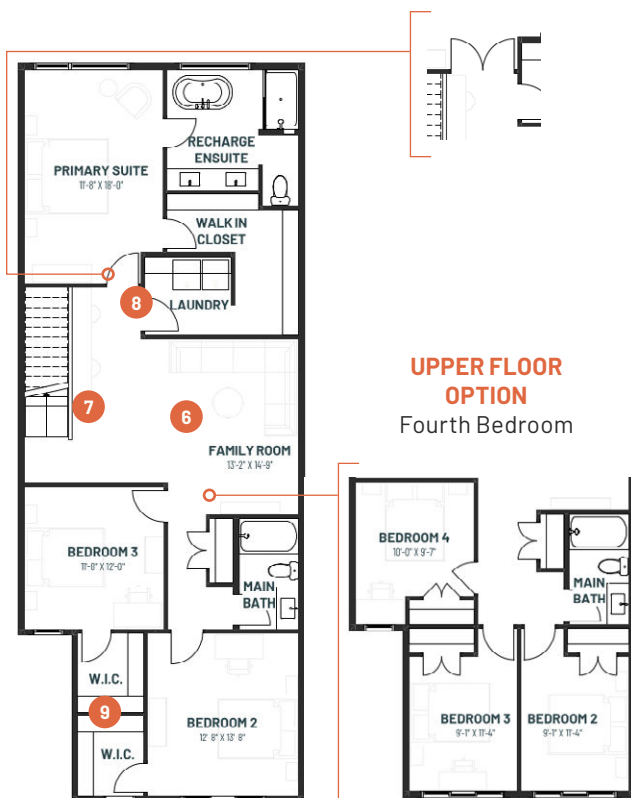 RECHARGE
ENSUITE
PRIMARY SUITE
11'-8" X 18'-0"
WALK IN
CLOSET
8
LAUNDRY
7
6
FAMILY ROOM
13'-2" X 14'-9"
BEDROOM 3
11'-8" X 12'-0"
MAIN
BATH
W.I.C.
9
W.I.C.
BEDROOM 2
12' 8" X 13' 8"
UPPER FLOOR
OPTION
Fourth Bedroom
BEDROOM 4
10'-0" X 9'-7"
MAIN
BATH
BEDROOM 3
9'-1" X 11'-4"
BEDROOM 2
9'-1" X 11'-4"